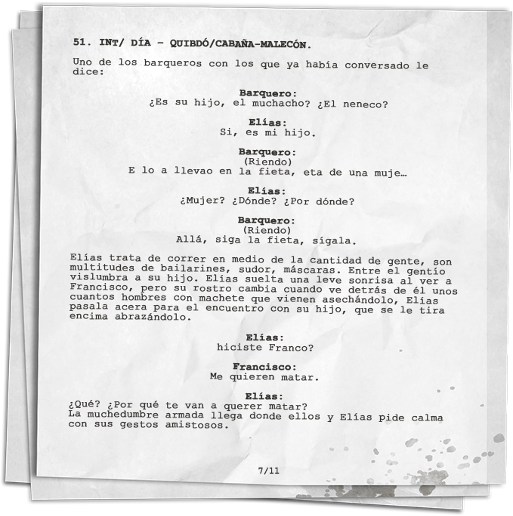 51. INT/ DÍA – QUIBDÓ/CABAÑA-MALECÓN.
Uno de los barqueros con los que ya había conversado le
dice:
Barquero:
¿Es su hijo, el muchacho? ¿El neneco?
Elías:
Si, es mi hijo.
Barquero:
(Riendo)
E lo a llevao en la fieta, eta de una muje…
Elías:
¿Mujer? ¿Dónde? ¿Por dónde?
Barquero:
(Riendo)
Allá, siga la fieta, sígala.
Elías trata de correr en medio de la cantidad de gente, son
multitudes de bailarines, sudor, máscaras. Entre el gentío
vislumbra a su hijo. Elías suelta una leve sonrisa al ver a
Francisco, pero su rostro cambia cuando ve detrás de él unos
cuantos hombres con machete que vienen asechándolo, Elías
pasala acera para el encuentro con su hijo, que se le tira
encima abrazándolo.
Elías:
hiciste Franco?
Francisco:
Me quieren matar.
Elías:
¿Qué? ¿Por qué te van a querer matar?
La muchedumbre armada llega donde ellos y Elías pide calma
con sus gestos amistosos.
7/11